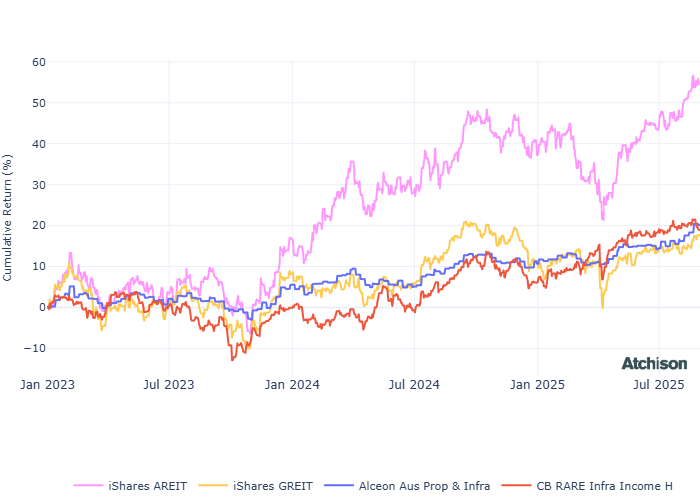 60
50
40
30
20
10
0
−10
Cumulative Return (%)
Jan 2023
Jul 2023
Jan 2024
Jul 2024
Jan 2025
Jul 2025
Atchison
iShares AREIT
iShares GREIT
Alceon Aus Prop & Infra
CB RARE Infra Income H